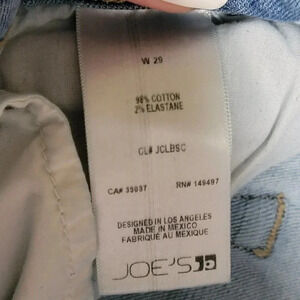 W 29
98% COTTON
2% ELASTANE
CL# JCLBSC
CA# 35037 RN# 149497
DESIGNED IN LOS ANGELES
MADE IN MEXICO
FABRIQUÉ AU MEXIQUE
JOE'S